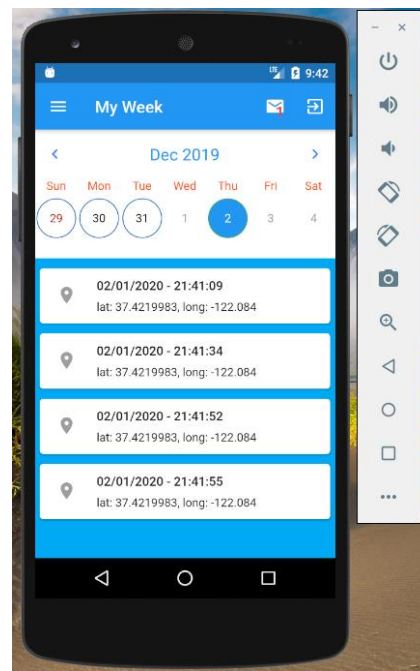 LTE 9:42
My Week 1
Dec 2019
Sun Mon Tue Wed Thu Fri Sat
29 30 31 1 2 3 4
02/01/2020 - 21:41:09
lat: 37.4219983, long: -122.084
02/01/2020 - 21:41:34
lat: 37.4219983, long: -122.084
02/01/2020 - 21:41:52
lat: 37.4219983, long: -122.084
02/01/2020 - 21:41:55
lat: 37.4219983, long: -122.084